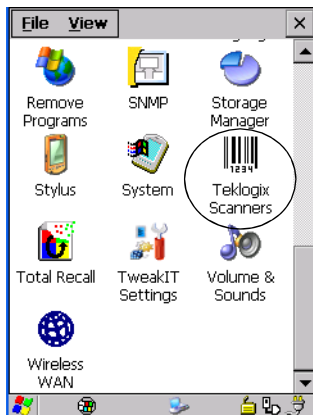 File View
Remove Programs
SNMP
Storage Manager
Stylus
System
1234
Teklogix Scanners
Total Recall
TweakIT Settings
Volume & Sounds
Wireless WAN